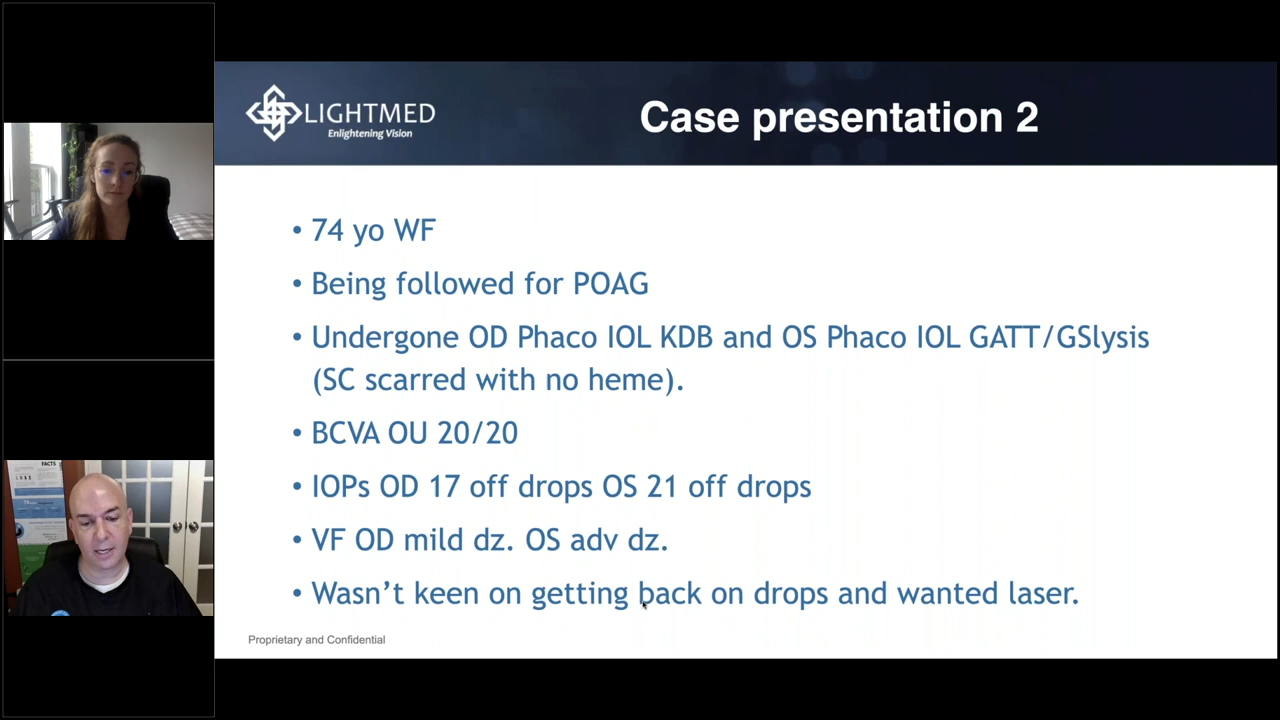 LIGHTMED
Enlightening Vision
Case presentation 2
• 74 yo WF
• Being followed for POAG
• Undergone OD Phaco IOL KDB and OS Phaco IOL GATT/GSlysis
(SC scarred with no heme).
• BCVA OU 20/20
• IOPs OD 17 off drops OS 21 off drops
• VF OD mild dz. OS adv dz.
• Wasn't keen on getting back on drops and wanted laser.
Proprietary and Confidential
FACTS